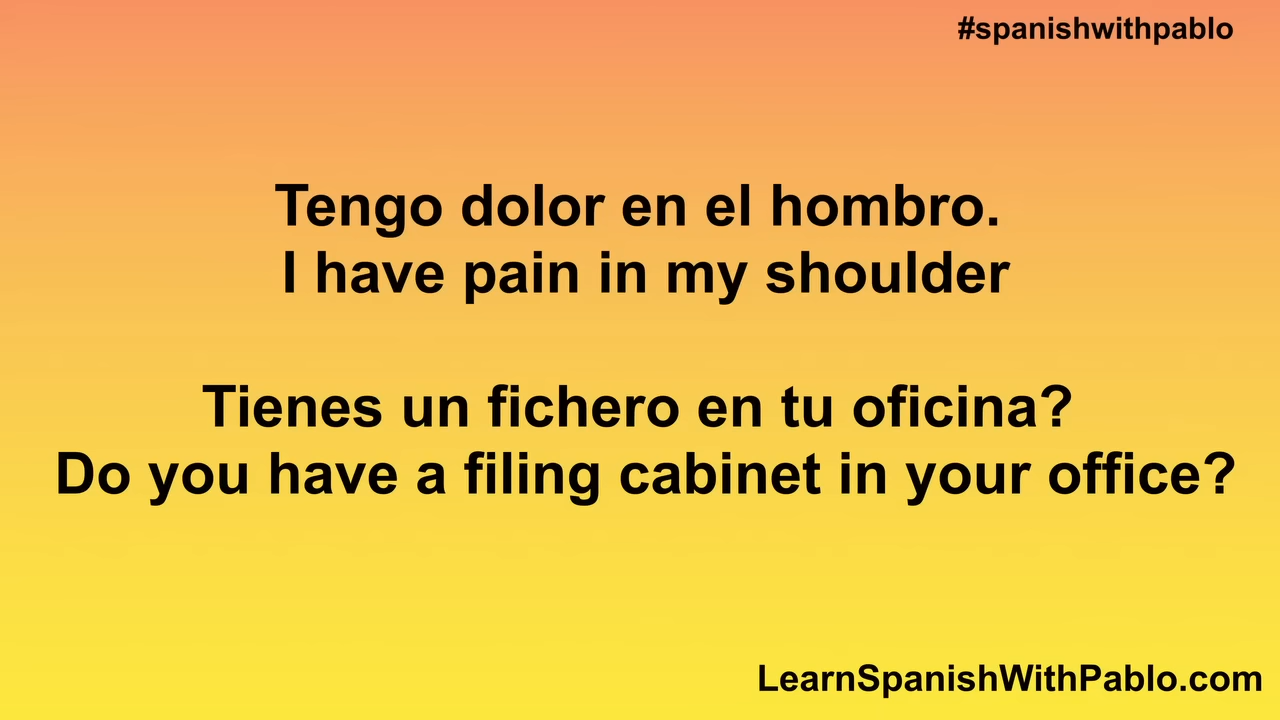 #spanishwithpablo
Tengo dolor en el hombro.
I have pain in my shoulder
Tienes un fichero en tu oficina?
Do you have a filing cabinet in your office?
LearnSpanishWithPablo.com